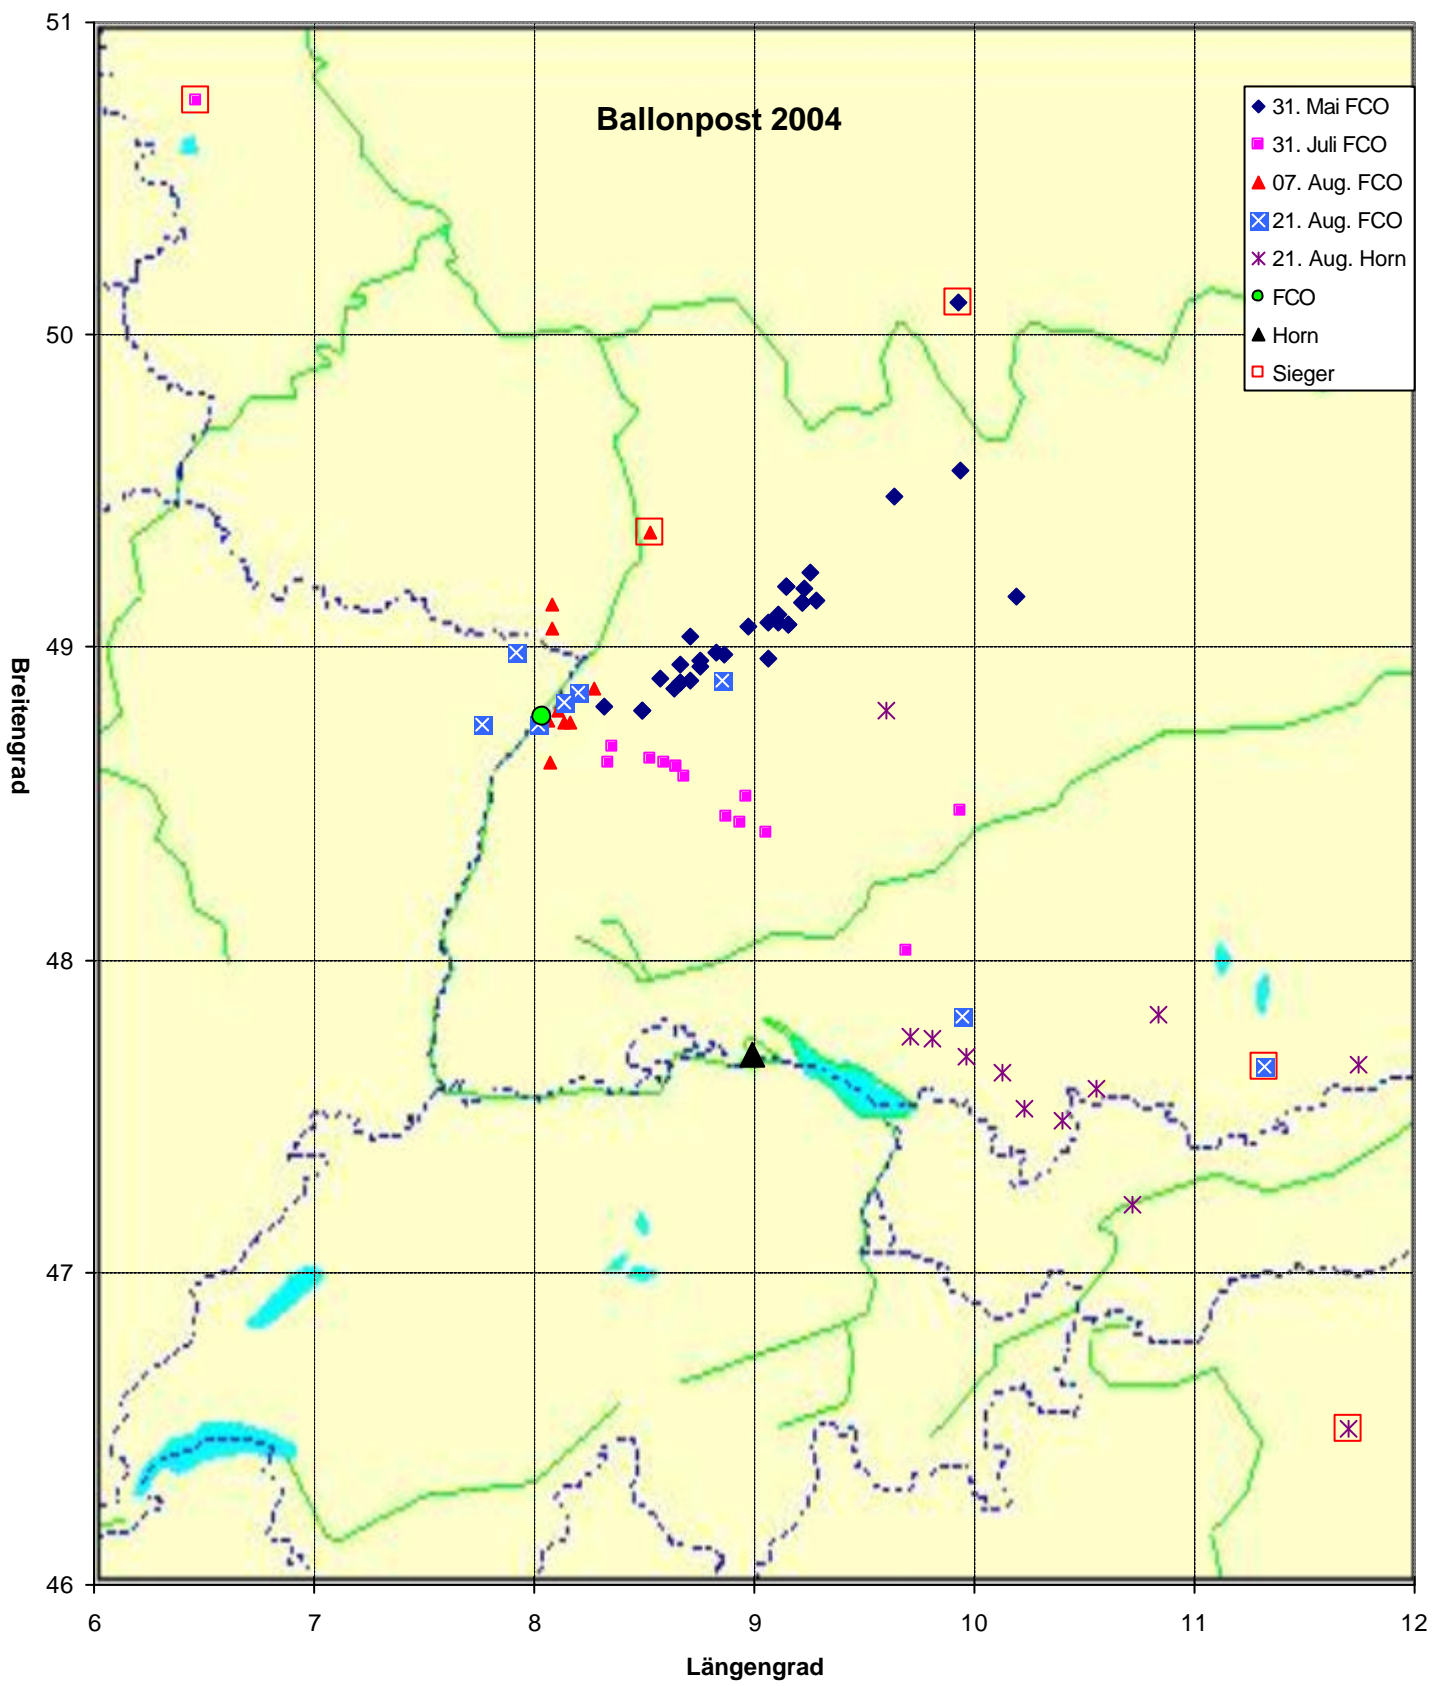 Ballonpost 2004
31. Mai FCO
31. Juli FCO
07. Aug. FCO
21. Aug. FCO
21. Aug. Horn
FCO
Horn
Sieger
51
50
49
48
47
46
Breitengrad
6 7 8 9 10 11 12
Längengrad